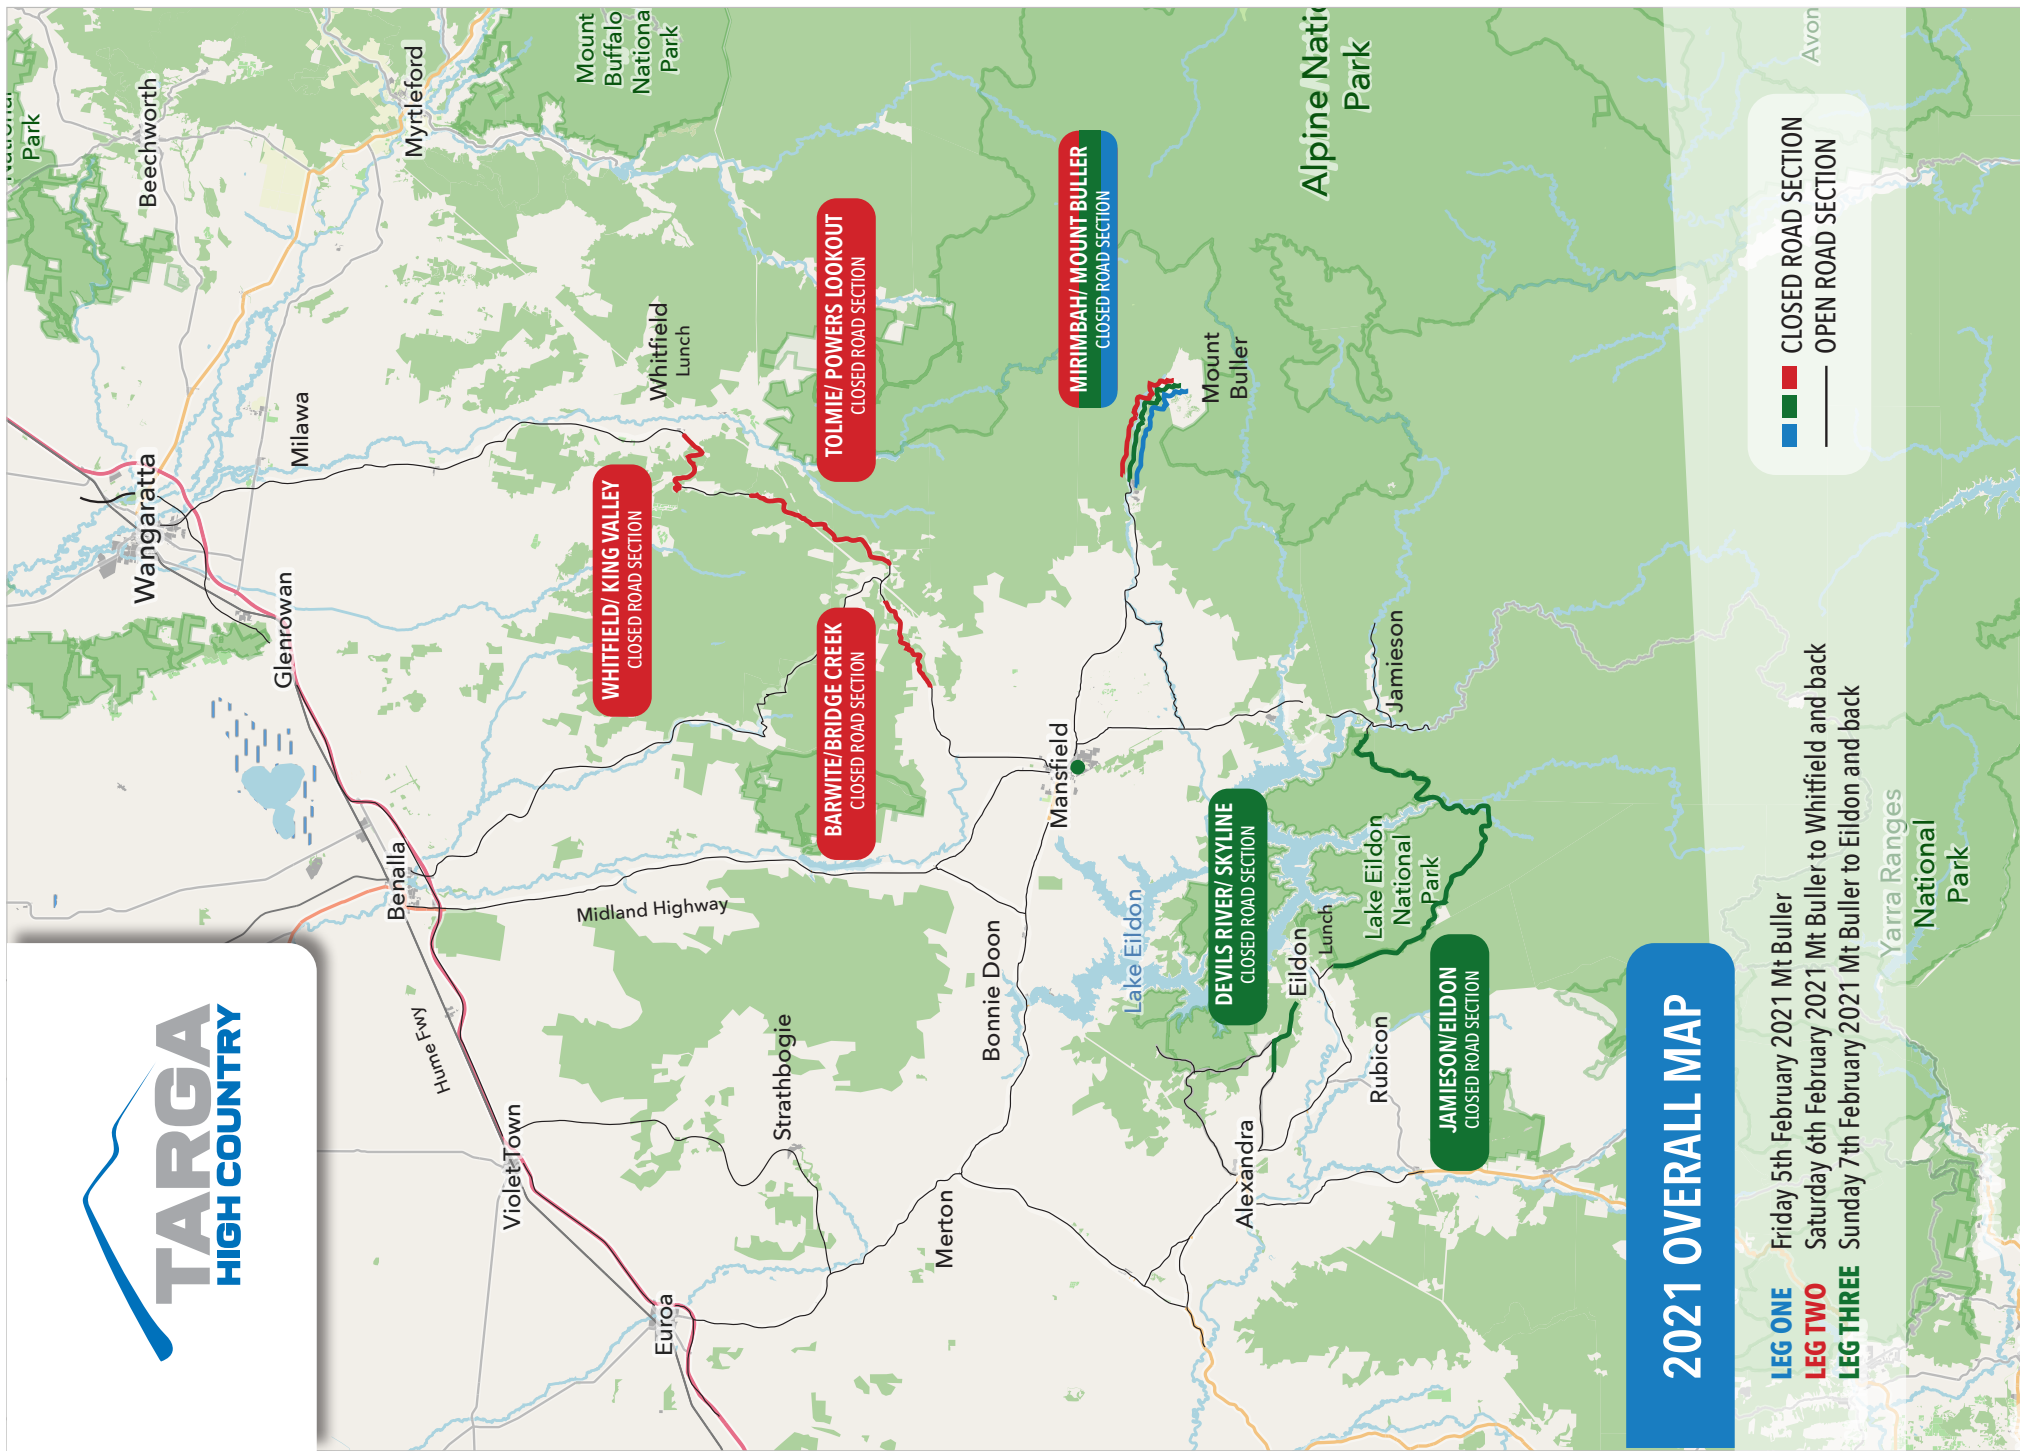 TARGA
HIGH COUNTRY
National
Park
Beechworth
Myrtleford
Mount
Buffalo
National
Park
Wangaratta
Milawa
Glenrowan
Whitfield
Lunch
WHITFIELD/ KING VALLEY
CLOSED ROAD SECTION
TOLMIE/ POWERS LOOKOUT
CLOSED ROAD SECTION
BARWITE/BRIDGE CREEK
CLOSED ROAD SECTION
MIRIMBAH/ MOUNT BULLER
CLOSED ROAD SECTION
Mount
Buller
Alpine Natio
Park
Avon
Benalla
Midland Highway
Hume Fwy
Violet Town
Strathbogie
Euroa
Merton
Bonnie Doon
Mansfield
Lake Eildon
DEVILS RIVER/ SKYLINE
CLOSED ROAD SECTION
Eildon
Lunch
Lake Eildon
National
Park
Jamieson
JAMIESON/EILDON
CLOSED ROAD SECTION
Rubicon
Alexandra
Yarra Ranges
National
Park
CLOSED ROAD SECTION
OPEN ROAD SECTION
2021 OVERALL MAP
LEG ONE Friday 5th February 2021 Mt Buller
LEG TWO Saturday 6th February 2021 Mt Buller to Whitfield and back
LEG THREE Sunday 7th February 2021 Mt Buller to Eildon and back